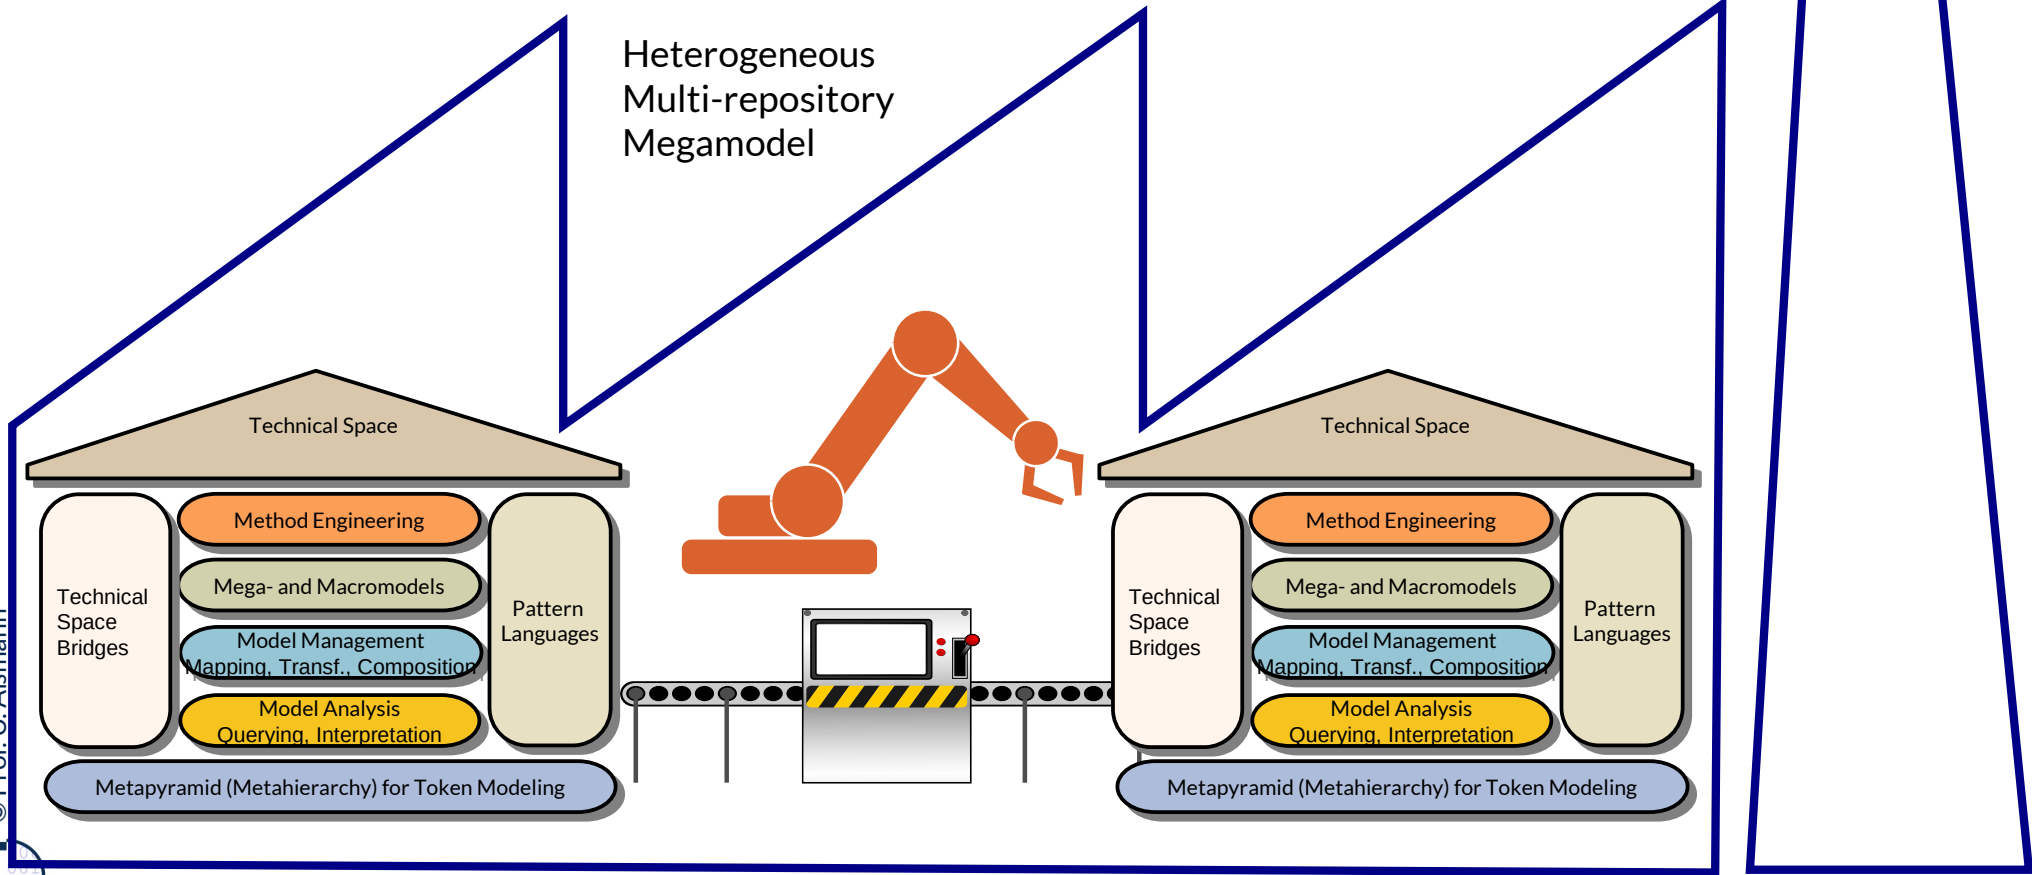 Heterogeneous
Multi-repository
Megamodel
Technical Space
Method Engineering
Mega- and Macromodels
Model Management
Mapping, Transf., Composition
Model Analysis
Querying, Interpretation
Technical
Space
Bridges
Pattern
Languages
Metapyramid (Metahierarchy) for Token Modeling
Technical Space
Method Engineering
Mega- and Macromodels
Model Management
Mapping, Transf., Composition
Model Analysis
Querying, Interpretation
Technical
Space
Bridges
Pattern
Languages
Metapyramid (Metahierarchy) for Token Modeling